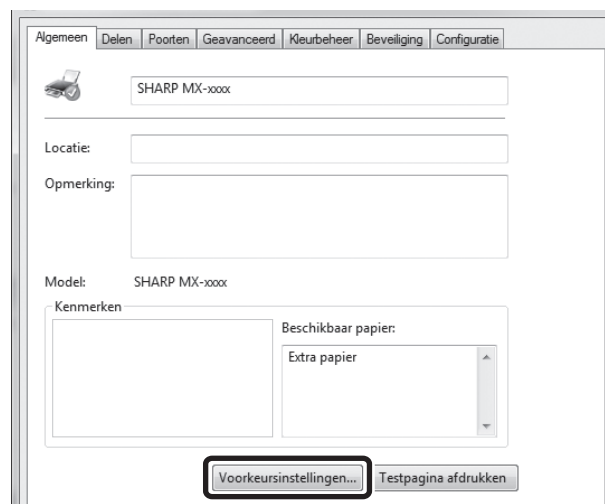 Algemeen Delen Poorten Geavanceerd Kleurbeheer Beveiliging Configuratie
SHARP MX-xxxx
Locatie:
Opmerking:
Model: SHARP MX-xxxx
Kenmerken
Beschikbaar papier:
Extra papier
Voorkeursinstellingen... Testpagina afdrukken